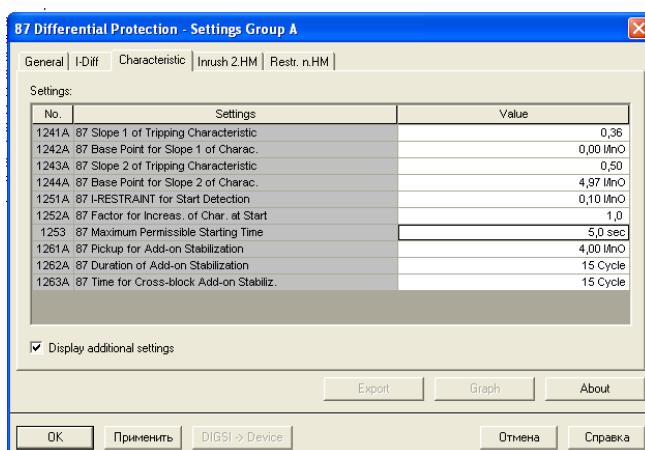 87 Differential Protection - Settings Group A
General I-Diff Characteristic Inrush 2.HM Restr. n.HM
Settings:
No. Settings Value
1241A 87 Slope 1 of Tripping Characteristic 0,36
1242A 87 Base Point for Slope 1 of Charac. 0,00 I/InO
1243A 87 Slope 2 of Tripping Characteristic 0,50
1244A 87 Base Point for Slope 2 of Charac. 4,97 I/InO
1251A 87 I-RESTRAINT for Start Detection 0,10 I/InO
1252A 87 Factor for Increas. of Char. at Start 1,0
1253 87 Maximum Permissible Starting Time 5,0 sec
1261A 87 Pickup for Add-on Stabilization 4,00 I/InO
1262A 87 Duration of Add-on Stabilization 15 Cycle
1263A 87 Time for Cross-block Add-on Stabiliz. 15 Cycle
Display additional settings
Export Graph About
OK Применить DIGSI -> Device Отмена Справка